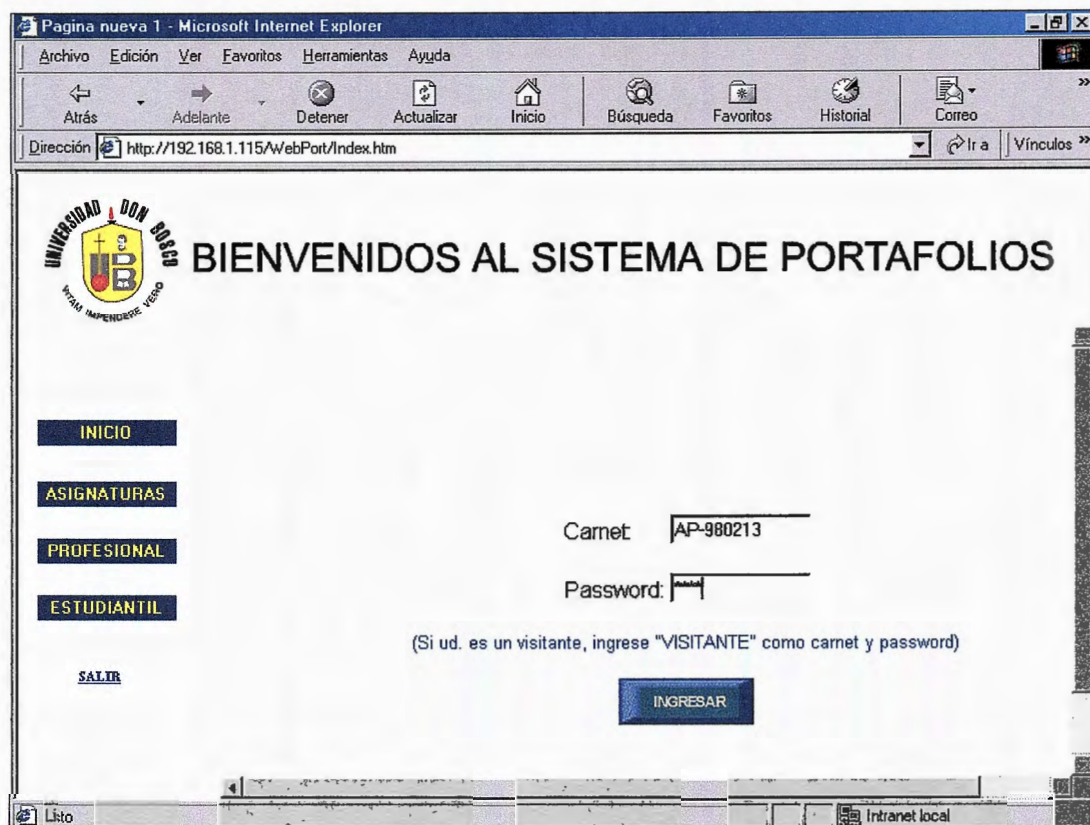 Pagina nueva 1 - Microsoft Internet Explorer
Archivo Edición Ver Favoritos Herramientas Ayuda
Atrás Adelante Detener Actualizar Inicio Búsqueda Favoritos Historial Correo »
Dirección http://192.168.1.115/WebPort/Index.htm Ir a Vínculos »
UNIVERSIDAD DON BOSCO
VITAM IMPENDERE VERO
BIENVENIDOS AL SISTEMA DE PORTAFOLIOS
INICIO
ASIGNATURAS
PROFESIONAL
ESTUDIANTIL
SALIR
Carnet: AP-980213
Password:
(Si ud. es un visitante, ingrese "VISITANTE" como carnet y password)
INGRESAR
Listo Intranet local